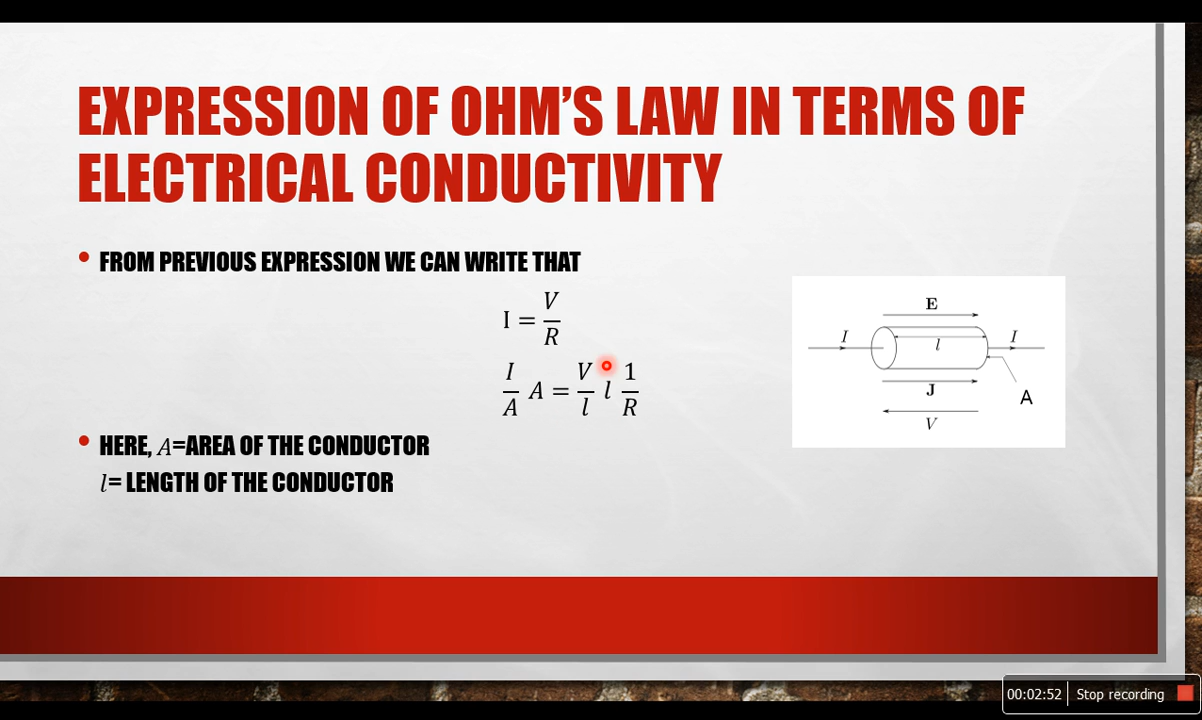 EXPRESSION OF OHM'S LAW IN TERMS OF
ELECTRICAL CONDUCTIVITY
• FROM PREVIOUS EXPRESSION WE CAN WRITE THAT
I = V/R
I/A A = V/l l 1/R
• HERE, A=AREA OF THE CONDUCTOR
l= LENGTH OF THE CONDUCTOR
E
I l I
J
A
V
00:02:52 Stop recording